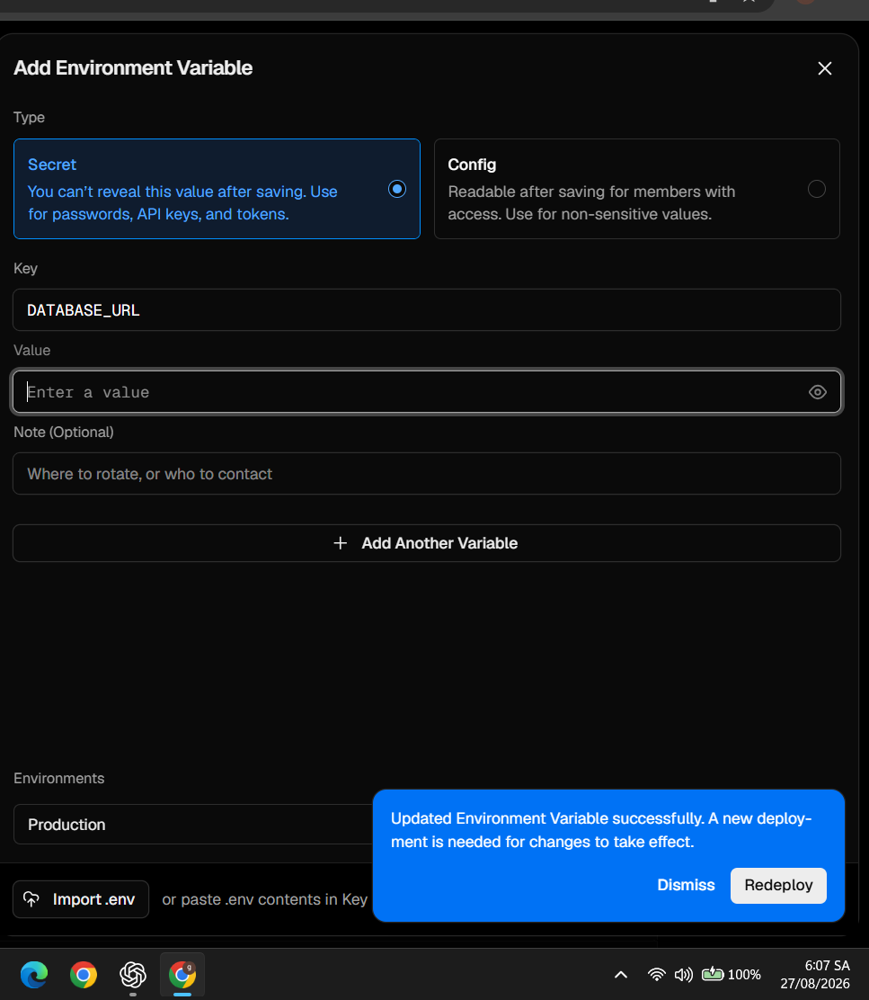 Add Environment Variable
Type
Secret
You can’t reveal this value after saving. Use
for passwords, API keys, and tokens.
Config
Readable after saving for members with
access. Use for non-sensitive values.
Key
DATABASE_URL
Value
Enter a value
Note (Optional)
Where to rotate, or who to contact
Add Another Variable
Environments
Production
Updated Environment Variable successfully. A new deploy-
ment is needed for changes to take effect.
Dismiss
Redeploy
Import .env
or paste .env contents in Key
g
100%
6:07 SA
27/08/2026